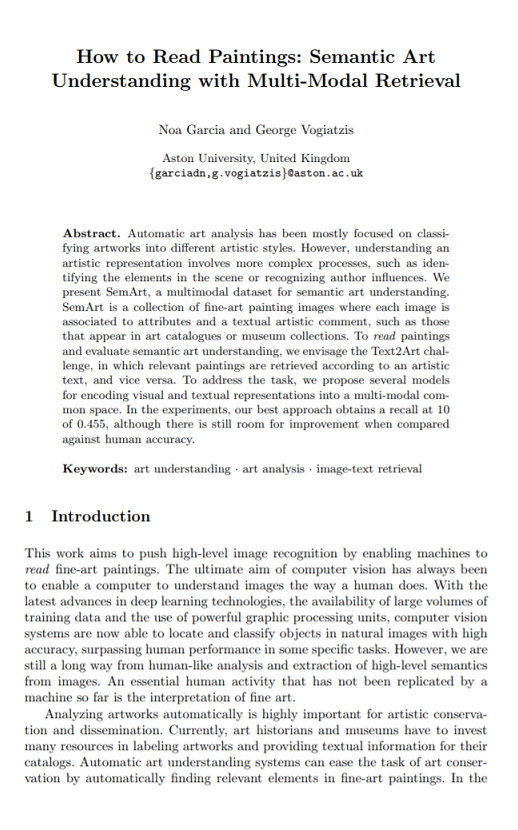 How to Read Paintings: Semantic Art
Understanding with Multi-Modal Retrieval
Noa Garcia and George Vogiatzis
Aston University, United Kingdom
{garciadn,g.vogiatzis}@aston.ac.uk
Abstract. Automatic art analysis has been mostly focused on classi-
fying artworks into different artistic styles. However, understanding an
artistic representation involves more complex processes, such as iden-
tifying the elements in the scene or recognizing author influences. We
present SemArt, a multimodal dataset for semantic art understanding.
SemArt is a collection of fine-art painting images where each image is
associated to attributes and a textual artistic comment, such as those
that appear in art catalogues or museum collections. To read paintings
and evaluate semantic art understanding, we envisage the Text2Art chal-
lenge, in which relevant paintings are retrieved according to an artistic
text, and vice versa. To address the task, we propose several models
for encoding visual and textual representations into a multi-modal com-
mon space. In the experiments, our best approach obtains a recall at 10
of 0.455, although there is still room for improvement when compared
against human accuracy.
Keywords: art understanding · art analysis · image-text retrieval
1 Introduction
This work aims to push high-level image recognition by enabling machines to
read fine-art paintings. The ultimate aim of computer vision has always been
to enable a computer to understand images the way a human does. With the
latest advances in deep learning technologies, the availability of large volumes of
training data and the use of powerful graphic processing units, computer vision
systems are now able to locate and classify objects in natural images with high
accuracy, surpassing human performance in some specific tasks. However, we are
still a long way from human-like analysis and extraction of high-level semantics
from images. An essential human activity that has not been replicated by a
machine so far is the interpretation of fine art.
Analyzing artworks automatically is highly important for artistic conserva-
tion and dissemination. Currently, art historians and museums have to invest
many resources in labeling artworks and providing textual information for their
catalogs. Automatic art understanding systems can ease the task of art conser-
vation by automatically finding relevant elements in fine-art paintings. In the